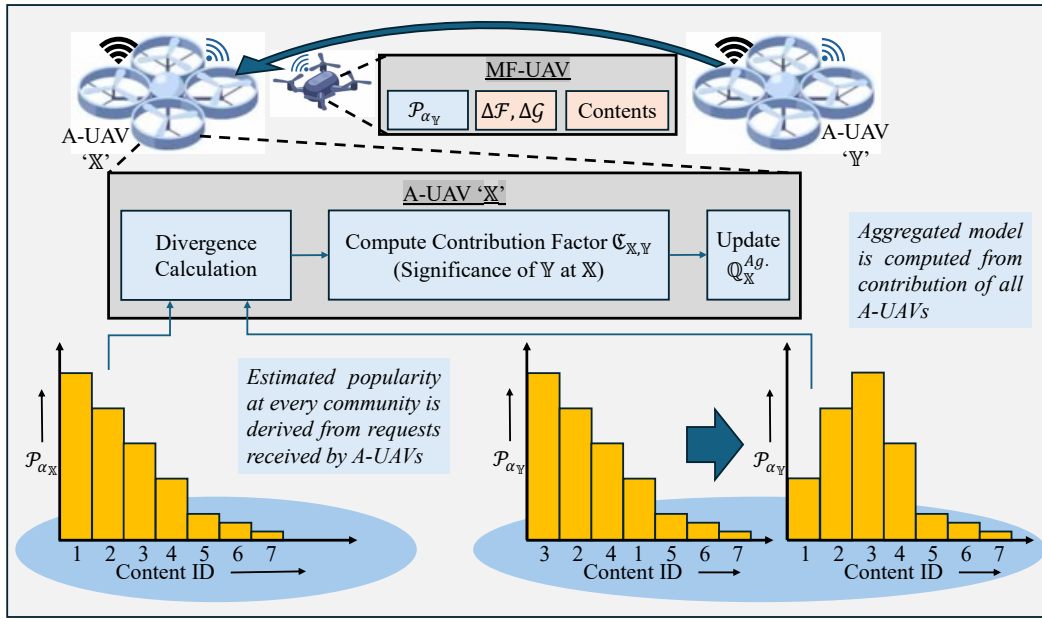 MF-UAV
𝒫_{α_𝕐}
Δℱ, Δ𝒢
Contents
A-UAV
‘𝕏’
A-UAV
‘𝕐’
A-UAV ‘𝕏’
Divergence
Calculation
Compute Contribution Factor ℭ_{𝕏,𝕐}
(Significance of 𝕐 at 𝕏)
Update
ℚ_𝕏^{Ag.}
Aggregated model
is computed from
contribution of all
A-UAVs
Estimated popularity
at every community is
derived from requests
received by A-UAVs
𝒫_{α_𝕏}
1 2 3 4 5 6 7
Content ID
𝒫_{α_𝕐}
3 2 4 1 5 6 7
Content ID
𝒫_{α_𝕐}
1 2 3 4 5 6 7
Content ID